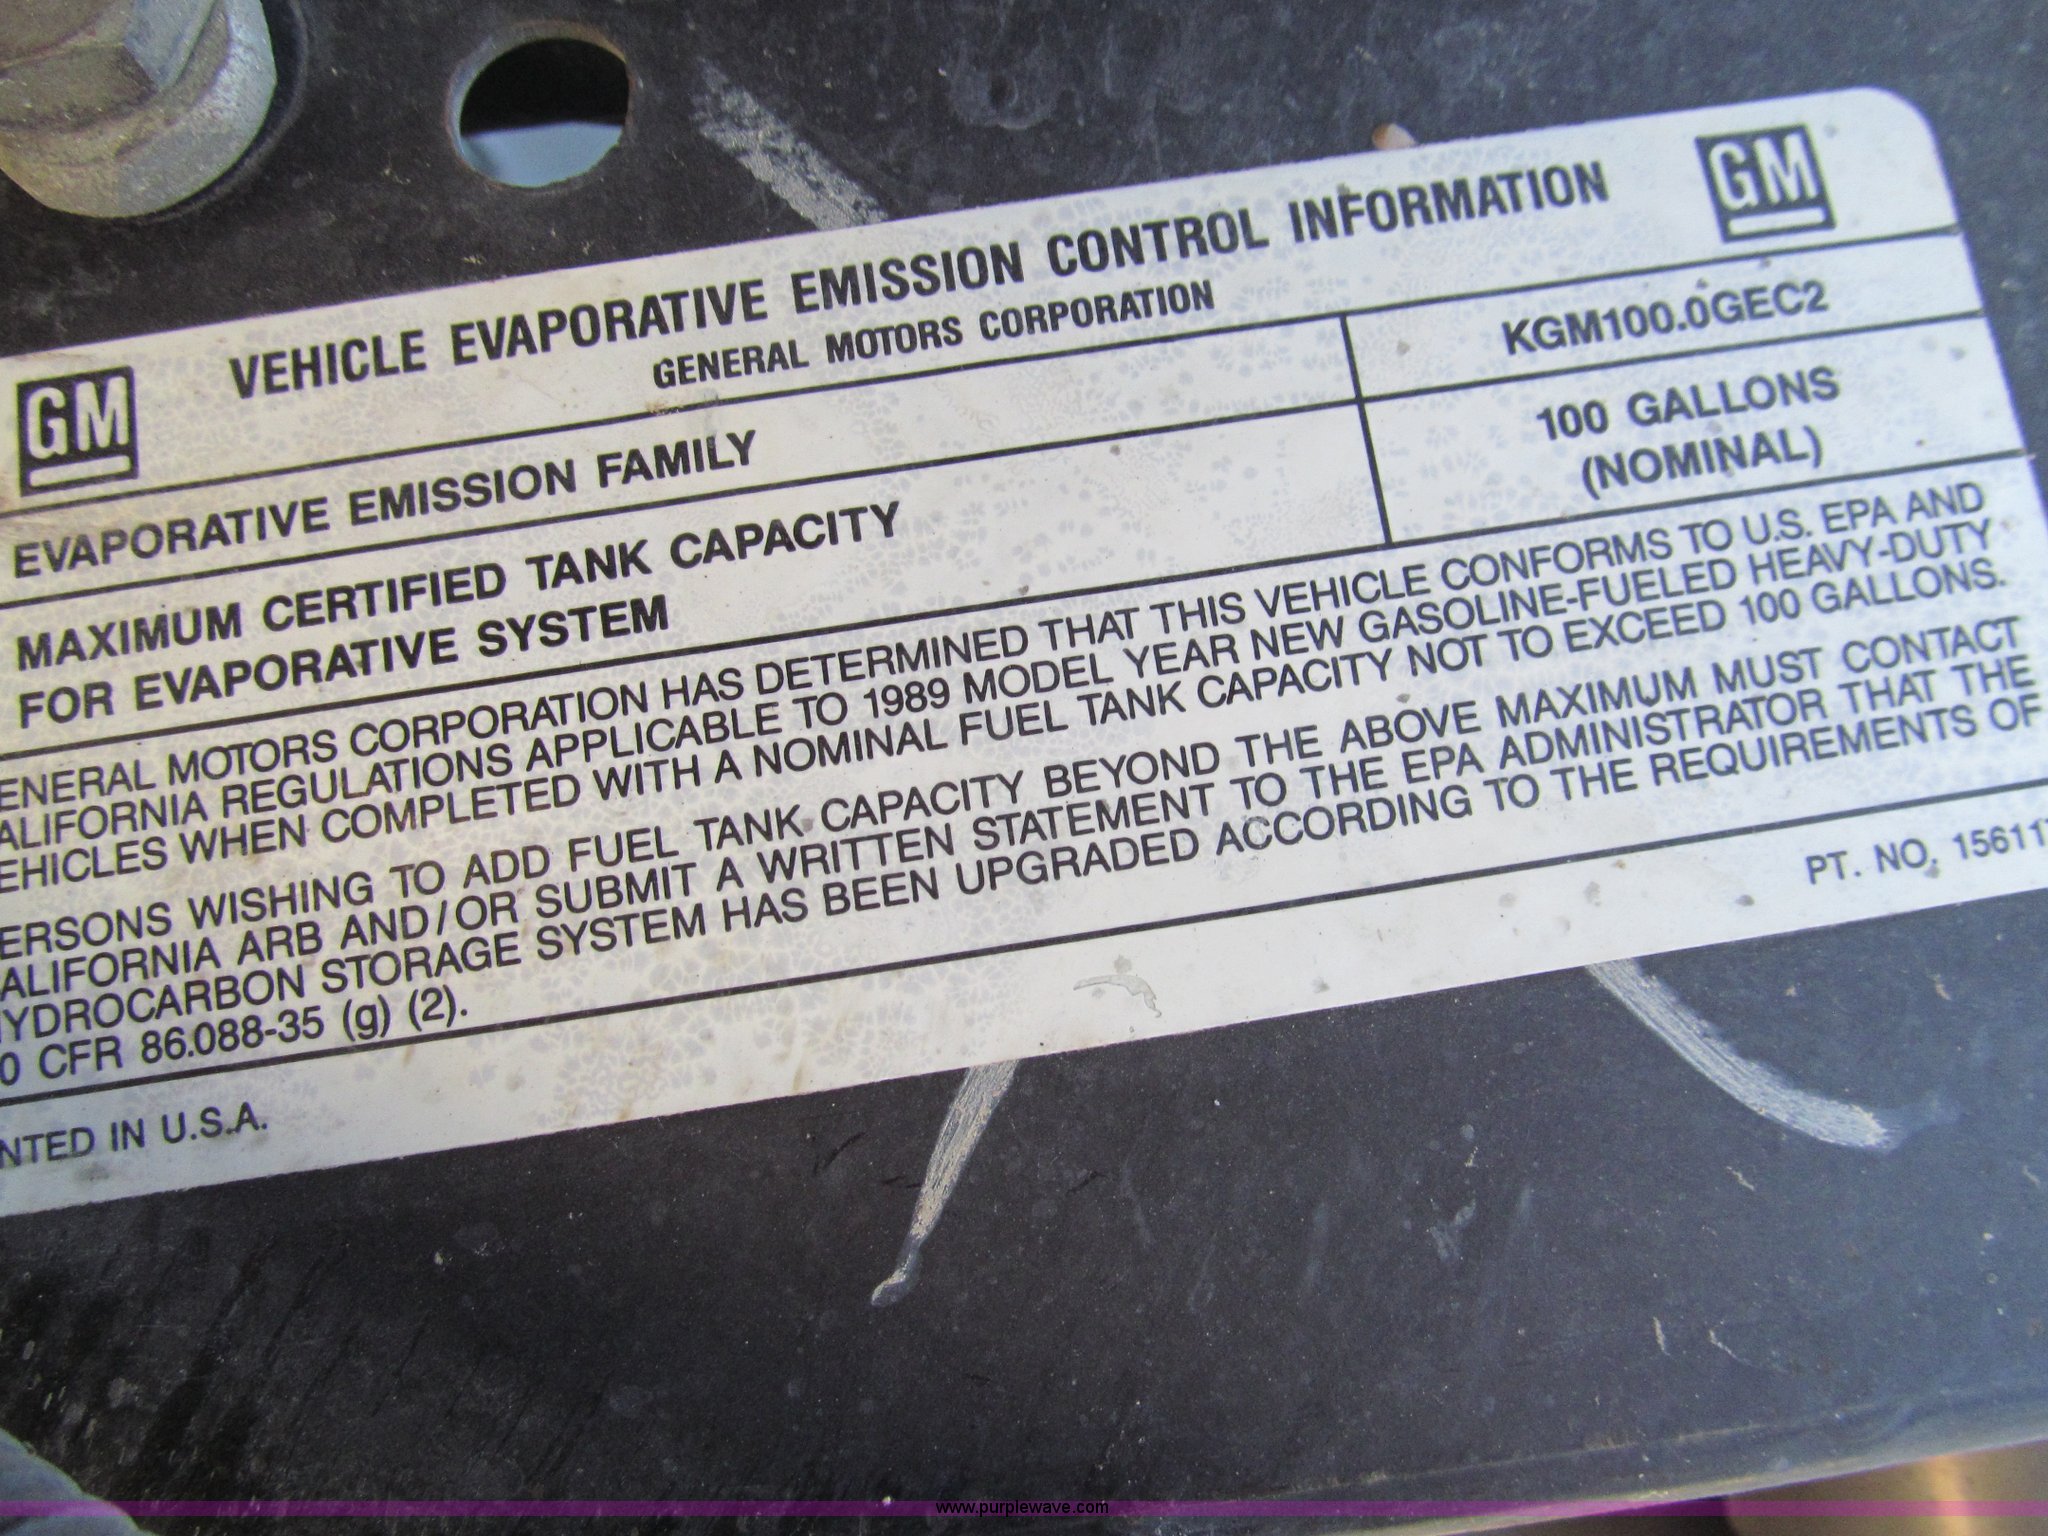 GM
VEHICLE EVAPORATIVE EMISSION CONTROL INFORMATION
GM
GENERAL MOTORS CORPORATION
EVAPORATIVE EMISSION FAMILY
KGM100.0GEC2
MAXIMUM CERTIFIED TANK CAPACITY
FOR EVAPORATIVE SYSTEM
100 GALLONS
(NOMINAL)
ENERAL MOTORS CORPORATION HAS DETERMINED THAT THIS VEHICLE CONFORMS TO U.S. EPA AND
ALIFORNIA REGULATIONS APPLICABLE TO 1989 MODEL YEAR NEW GASOLINE-FUELED HEAVY-DUTY
EHICLES WHEN COMPLETED WITH A NOMINAL FUEL TANK CAPACITY NOT TO EXCEED 100 GALLONS.
ERSONS WISHING TO ADD FUEL TANK CAPACITY BEYOND THE ABOVE MAXIMUM MUST CONTACT
ALIFORNIA ARB AND/OR SUBMIT A WRITTEN STATEMENT TO THE EPA ADMINISTRATOR THAT THE
YDROCARBON STORAGE SYSTEM HAS BEEN UPGRADED ACCORDING TO THE REQUIREMENTS OF
0 CFR 86.088-35 (g) (2).
NTED IN U.S.A.
PT. NO. 15611
www.purplewave.com